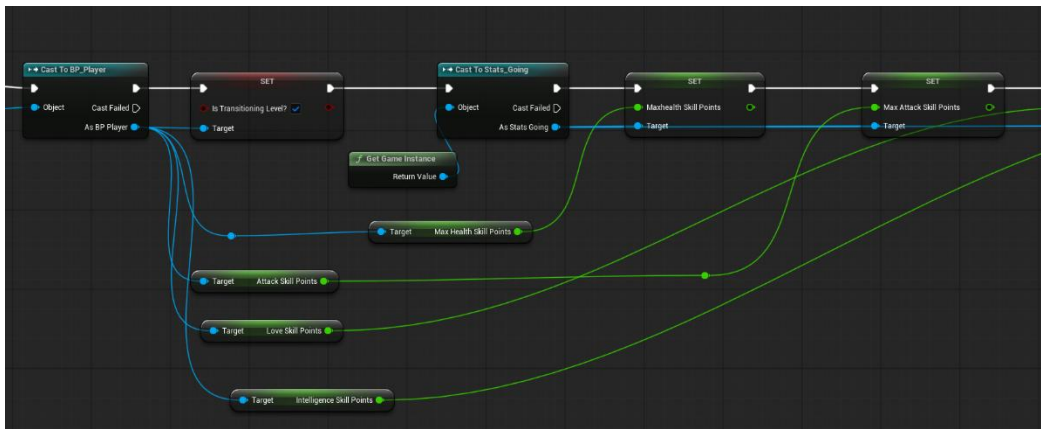 Cast To BP_Player
Object Cast Failed
As BP Player
SET
Is Transitioning Level?
Target
Cast To Stats_Going
Object Cast Failed
As Stats Going
SET
Maxhealth Skill Points
Target
SET
Max Attack Skill Points
Target
f Get Game Instance
Return Value
Target Max Health Skill Points
Target Attack Skill Points
Target Love Skill Points
Target Intelligence Skill Points